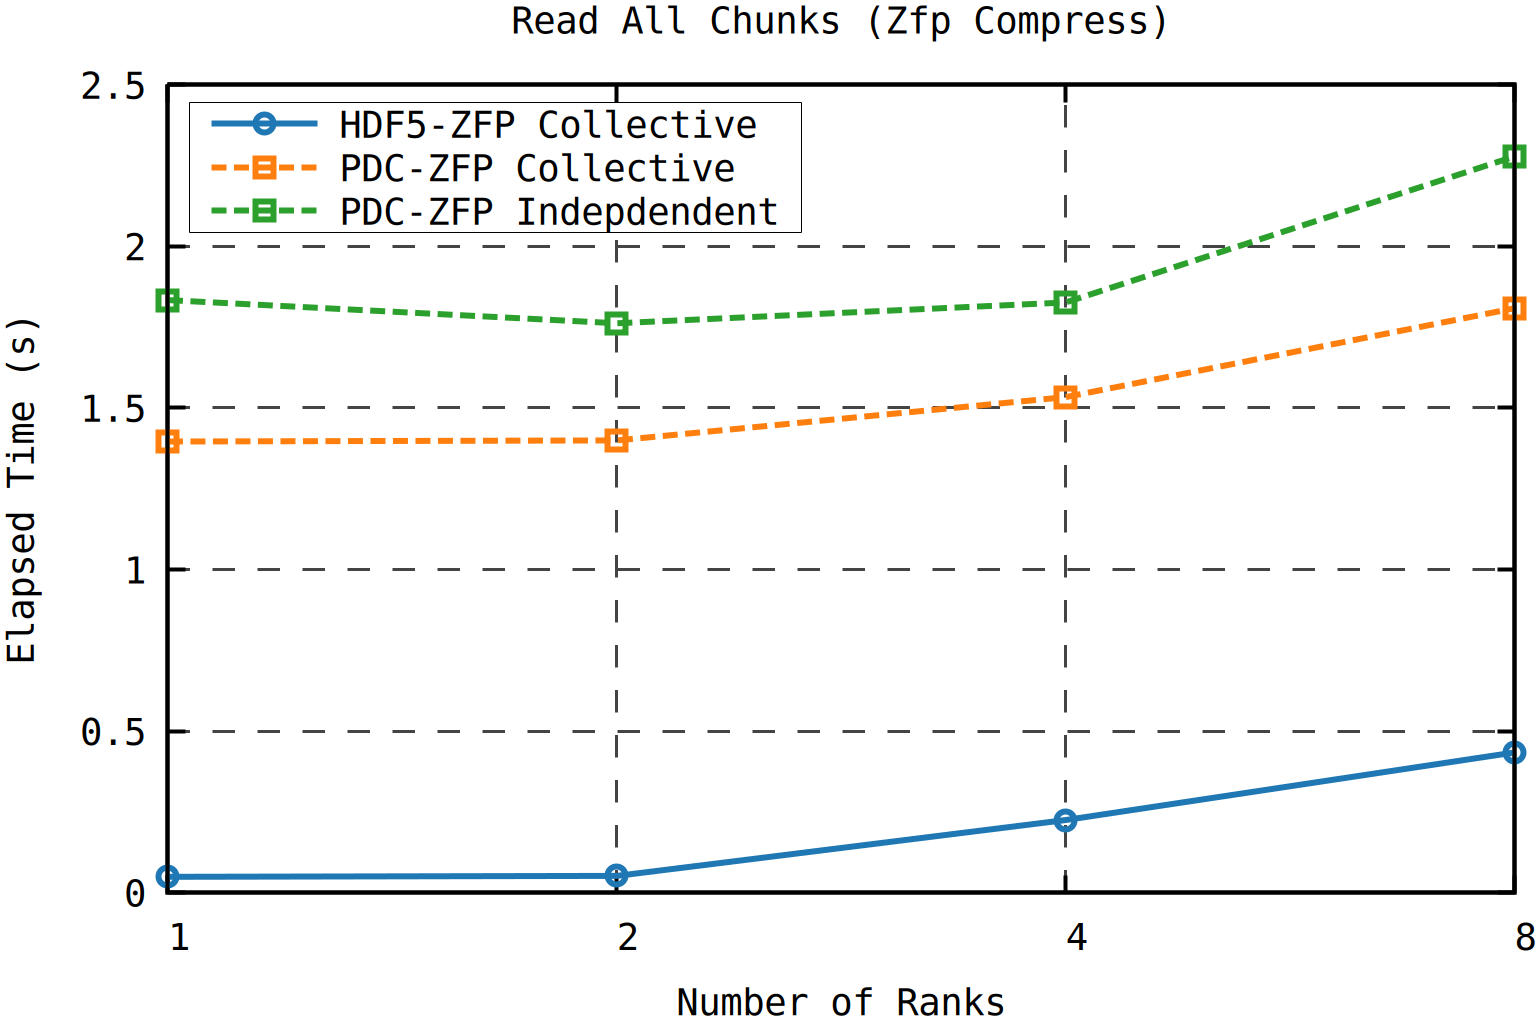 Read All Chunks (Zfp Compress)
2.5
2
1.5
1
0.5
0
Elapsed Time (s)
HDF5-ZFP Collective
PDC-ZFP Collective
PDC-ZFP Indepdendent
1 2 4 8
Number of Ranks